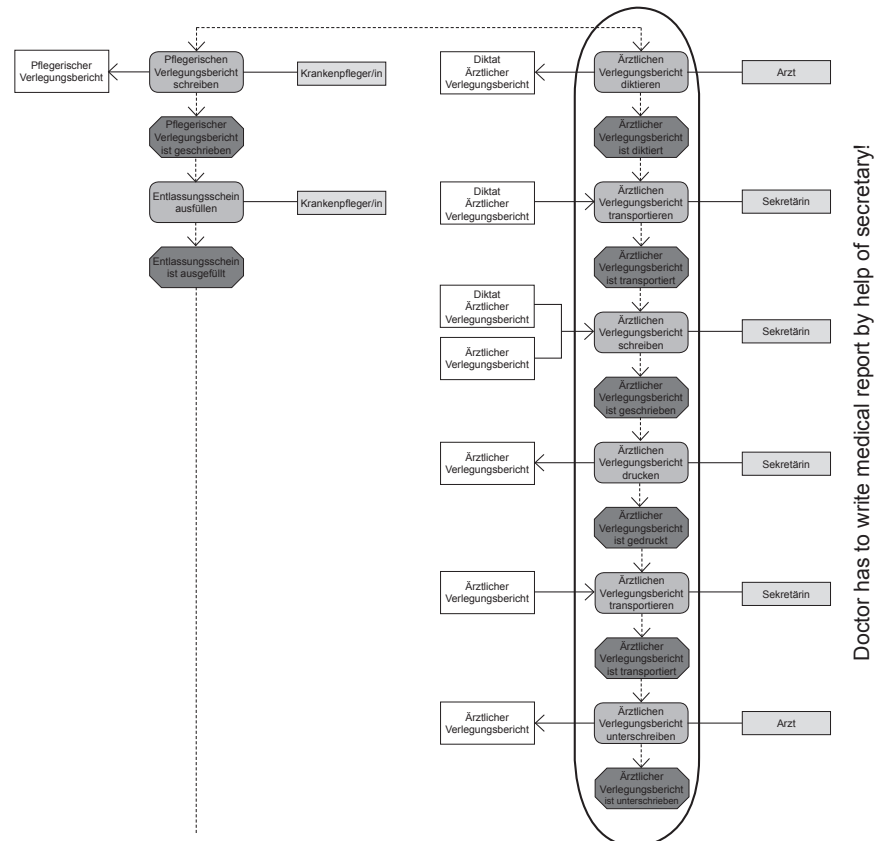 Pflegerischer
Verlegungsbericht
Pflegerischen
Verlegungsbericht
schreiben
Krankenpfleger/in
Pflegerischer
Verlegungsbericht
ist geschrieben
Entlassungsschein
ausfüllen
Krankenpfleger/in
Entlassungsschein
ist ausgefüllt
Diktat
Ärztlicher
Verlegungsbericht
Ärztlichen
Verlegungsbericht
diktieren
Arzt
Ärztlicher
Verlegungsbericht
ist diktiert
Diktat
Ärztlicher
Verlegungsbericht
Ärztlichen
Verlegungsbericht
transportieren
Sekretärin
Ärztlicher
Verlegungsbericht
ist transportiert
Diktat
Ärztlicher
Verlegungsbericht
Ärztlicher
Verlegungsbericht
Ärztlichen
Verlegungsbericht
schreiben
Sekretärin
Ärztlicher
Verlegungsbericht
ist geschrieben
Ärztlicher
Verlegungsbericht
Ärztlichen
Verlegungsbericht
drucken
Sekretärin
Ärztlicher
Verlegungsbericht
ist gedruckt
Ärztlicher
Verlegungsbericht
Ärztlichen
Verlegungsbericht
transportieren
Sekretärin
Ärztlicher
Verlegungsbericht
ist transportiert
Ärztlicher
Verlegungsbericht
Ärztlichen
Verlegungsbericht
unterschreiben
Arzt
Ärztlicher
Verlegungsbericht
ist unterschrieben
Doctor has to write medical report by help of secretary!